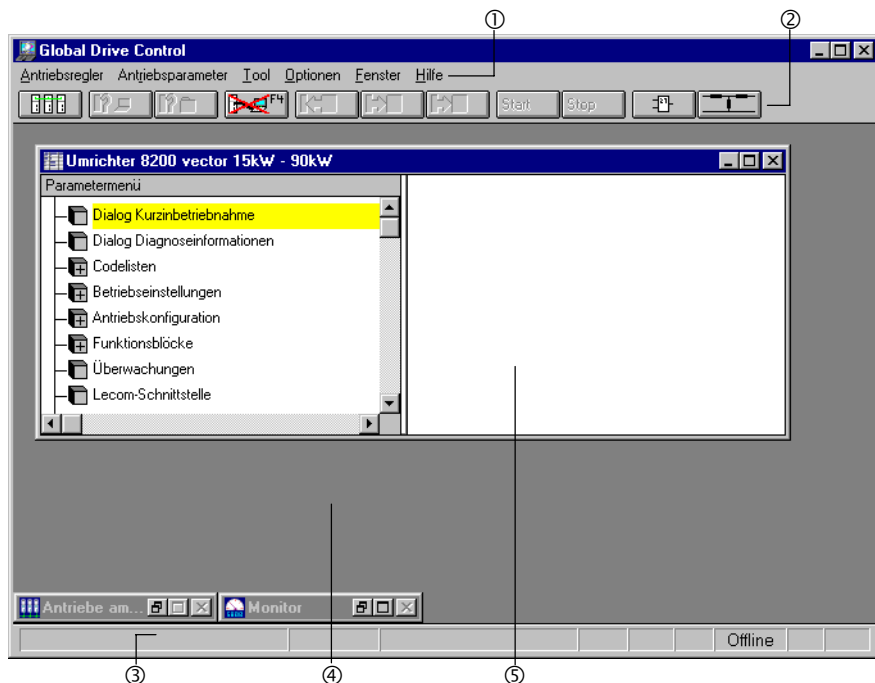 ① ②
Global Drive Control
Antriebsregler Antriebsparameter Tool Optionen Fenster Hilfe
F4 Start Stop
Umrichter 8200 vector 15kW - 90kW
Parametermenü
Dialog Kurzinbetriebnahme
Dialog Diagnoseinformationen
Codelisten
Betriebseinstellungen
Antriebskonfiguration
Funktionsblöcke
Überwachungen
Lecom-Schnittstelle
Antriebe am... Monitor
Offline
③ ④ ⑤